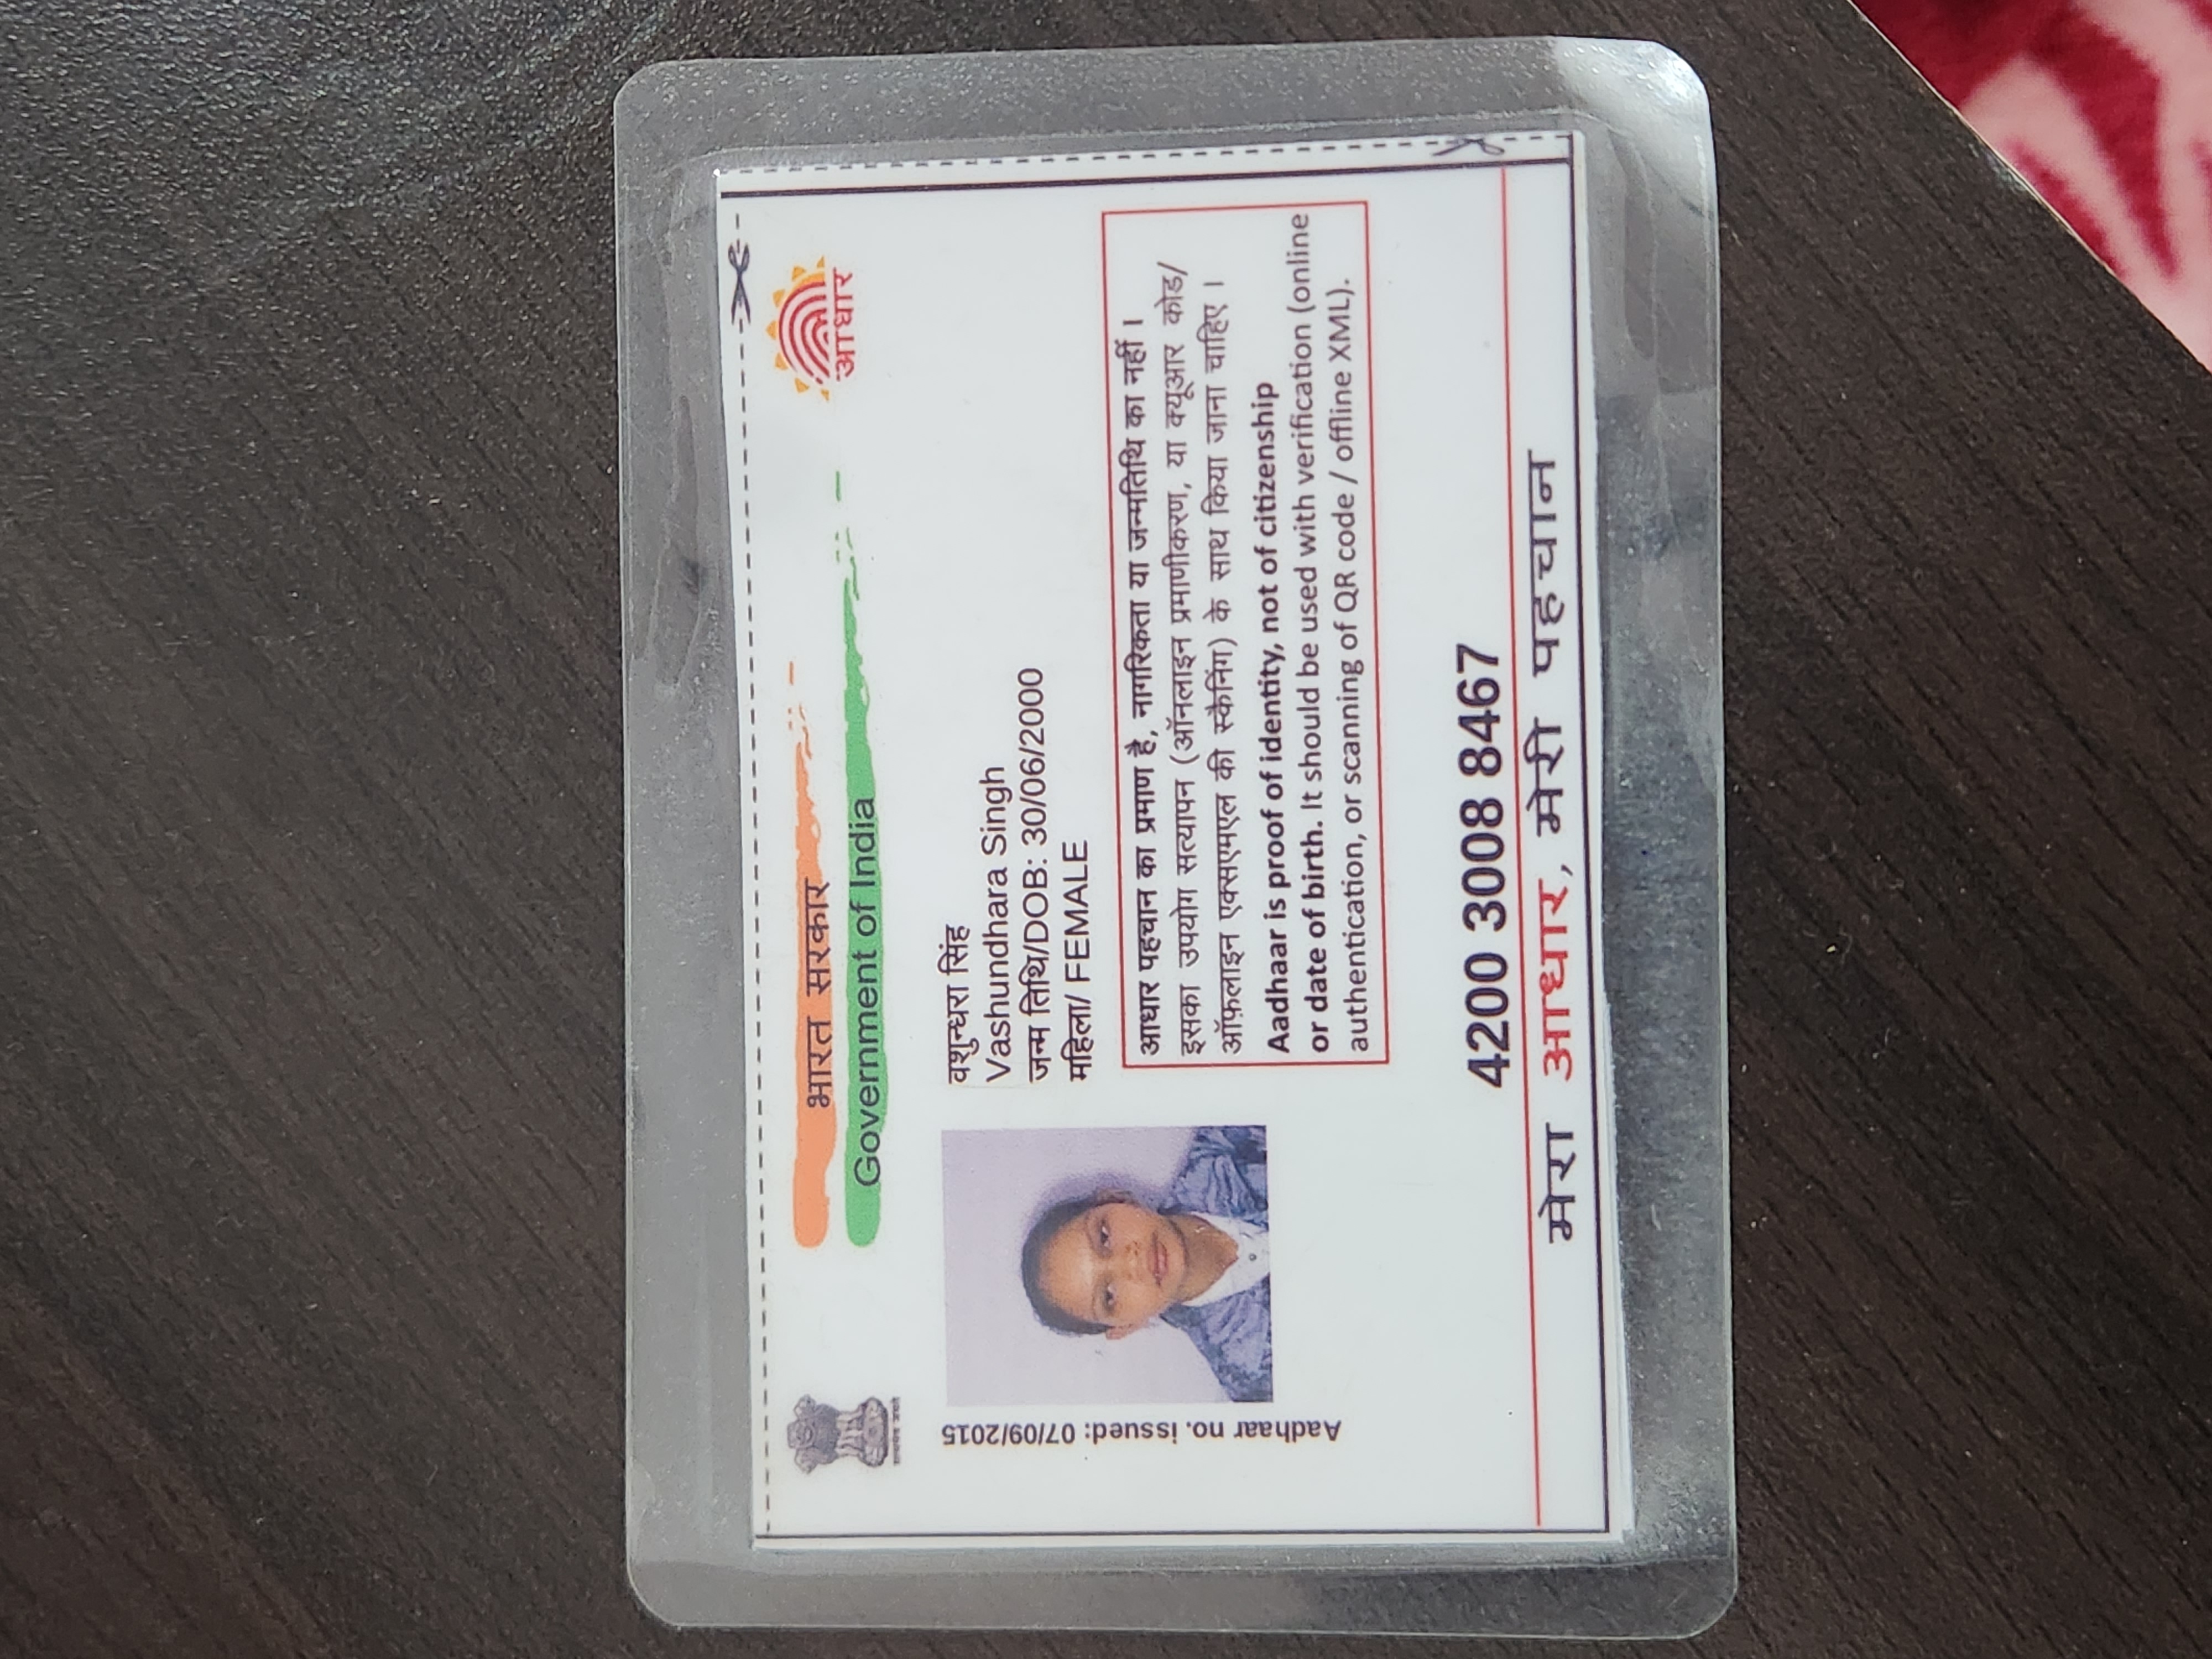 भारत सरकार
Government of India
आधार
Aadhaar no. issued: 07/09/2015
वशुन्धरा सिंह
Vashundhara Singh
जन्म तिथि/DOB: 30/06/2000
महिला/ FEMALE
आधार पहचान का प्रमाण है, नागरिकता या जन्मतिथि का नहीं ।
इसका उपयोग सत्यापन (ऑनलाइन प्रमाणीकरण, या क्यूआर कोड/
ऑफ़लाइन एक्सएमएल की स्कैनिंग) के साथ किया जाना चाहिए ।
Aadhaar is proof of identity, not of citizenship
or date of birth. It should be used with verification (online
authentication, or scanning of QR code / offline XML).
4200 3008 8467
मेरा आधार, मेरी पहचान